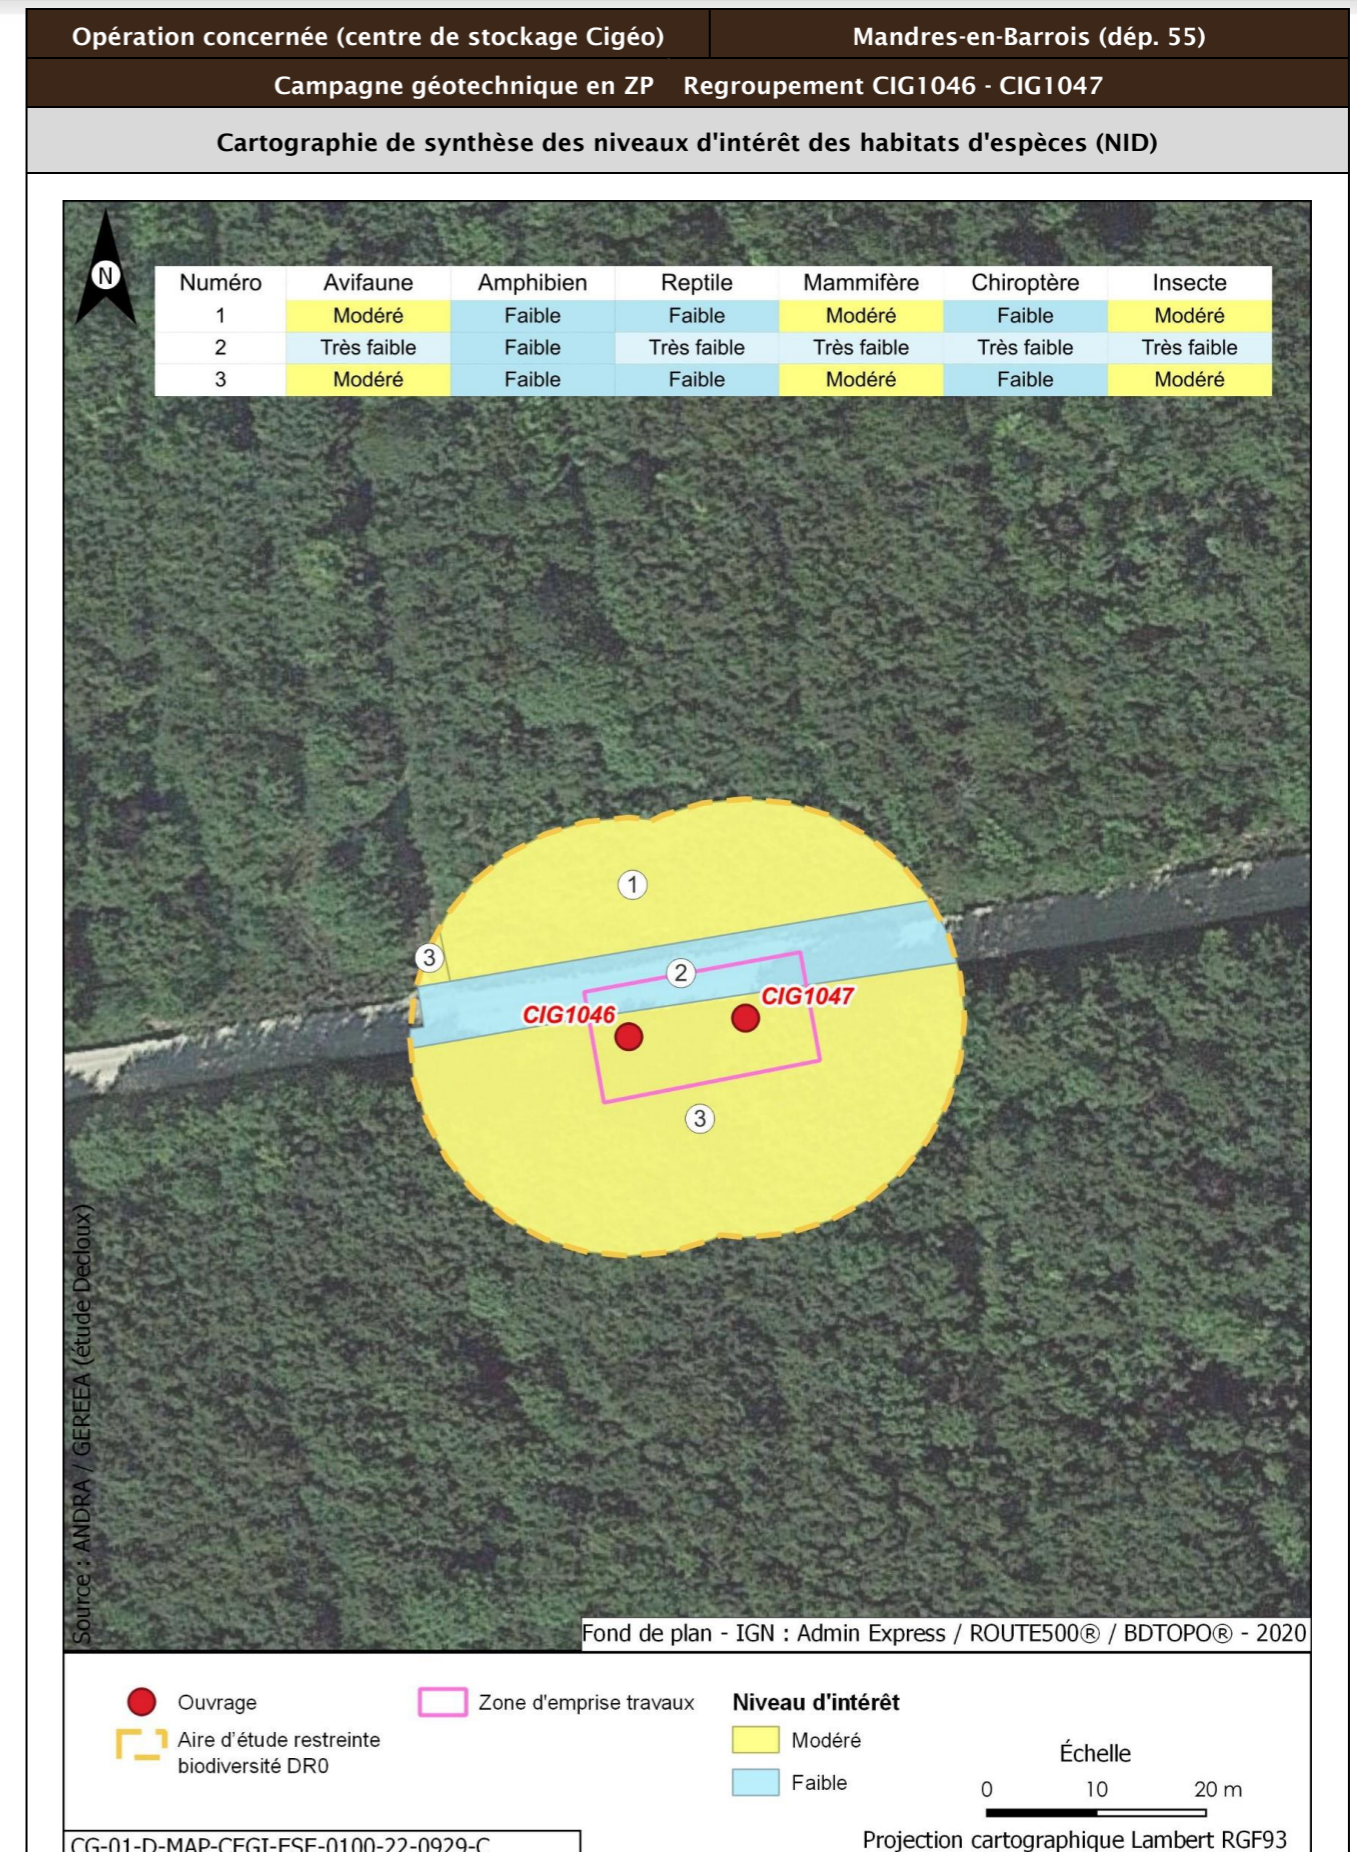 Opération concernée (centre de stockage Cigéo) Mandres-en-Barrois (dép. 55)
Campagne géotechnique en ZP Regroupement CIG1046 - CIG1047
Cartographie de synthèse des niveaux d'intérêt des habitats d'espèces (NID)
N
Numéro Avifaune Amphibien Reptile Mammifère Chiroptère Insecte
1 Modéré Faible Faible Modéré Faible Modéré
2 Très faible Faible Très faible Très faible Très faible Très faible
3 Modéré Faible Faible Modéré Faible Modéré
1
3
2
CIG1047
CIG1046
3
Source : ANDRA / GEREEA (étude Decloux)
Fond de plan - IGN : Admin Express / ROUTE500® / BDTOPO® - 2020
Ouvrage
Aire d'étude restreinte
biodiversité DR0
Zone d'emprise travaux
Niveau d'intérêt
Modéré
Faible
Échelle
0 10 20 m
Projection cartographique Lambert RGF93
CG-01-D-MAP-CEGI-ESE-0100-22-0929-C